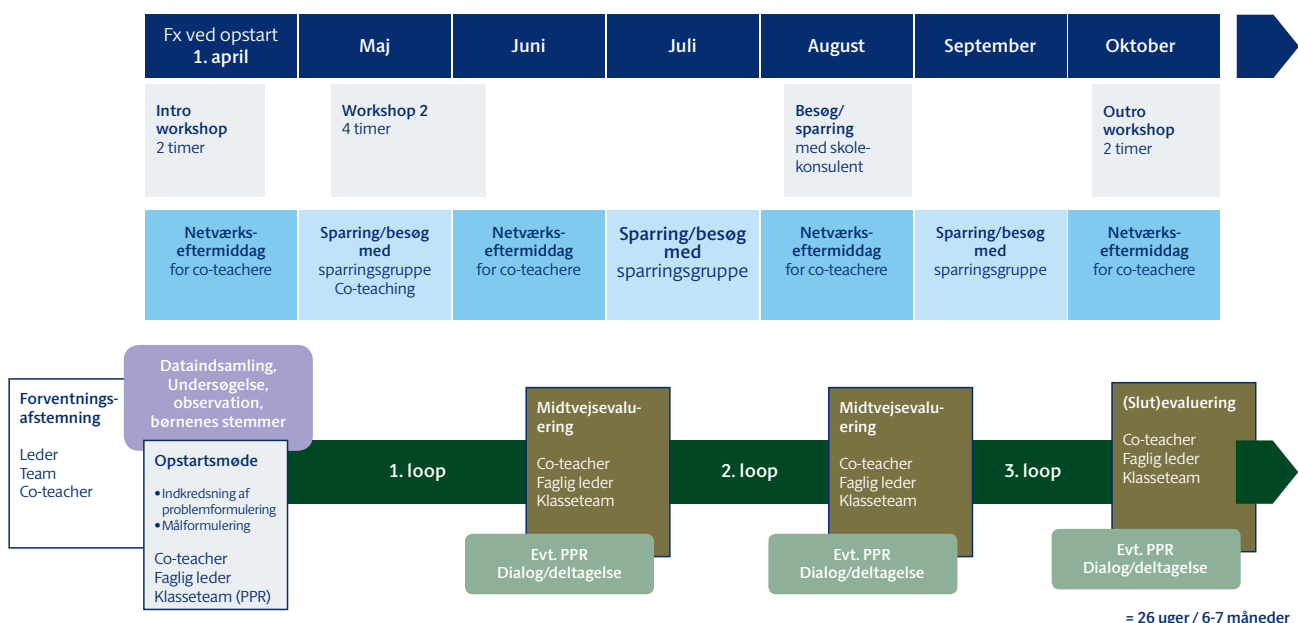 Fx ved opstart
1. april
Maj
Juni
Juli
August
September
Oktober
Intro
workshop
2 timer
Workshop 2
4 timer
Besøg/
sparring
med skole-
konsulent
Outro
workshop
2 timer
Netværks-
eftermiddag
for co-teachere
Sparring/besøg
med
sparringsgruppe
Co-teaching
Netværks-
eftermiddag
for co-teachere
Sparring/besøg
med
sparringsgruppe
Netværks-
eftermiddag
for co-teachere
Sparring/besøg
med
sparringsgruppe
Netværks-
eftermiddag
for co-teachere
Forventnings-
afstemning
Leder
Team
Co-teacher
Dataindsamling,
Undersøgelse,
observation,
børnenes stemmer
Opstartsmøde
• Indkredsning af
problemformulering
• Målformulering
Co-teacher
Faglig leder
Klasseteam (PPR)
1. loop
Midtvejsevalu-
ering
Co-teacher
Faglig leder
Klasseteam
Evt. PPR
Dialog/deltagelse
2. loop
Midtvejsevalu-
ering
Co-teacher
Faglig leder
Klasseteam
Evt. PPR
Dialog/deltagelse
3. loop
(Slut)evaluering
Co-teacher
Faglig leder
Klasseteam
Evt. PPR
Dialog/deltagelse
= 26 uger / 6-7 måneder